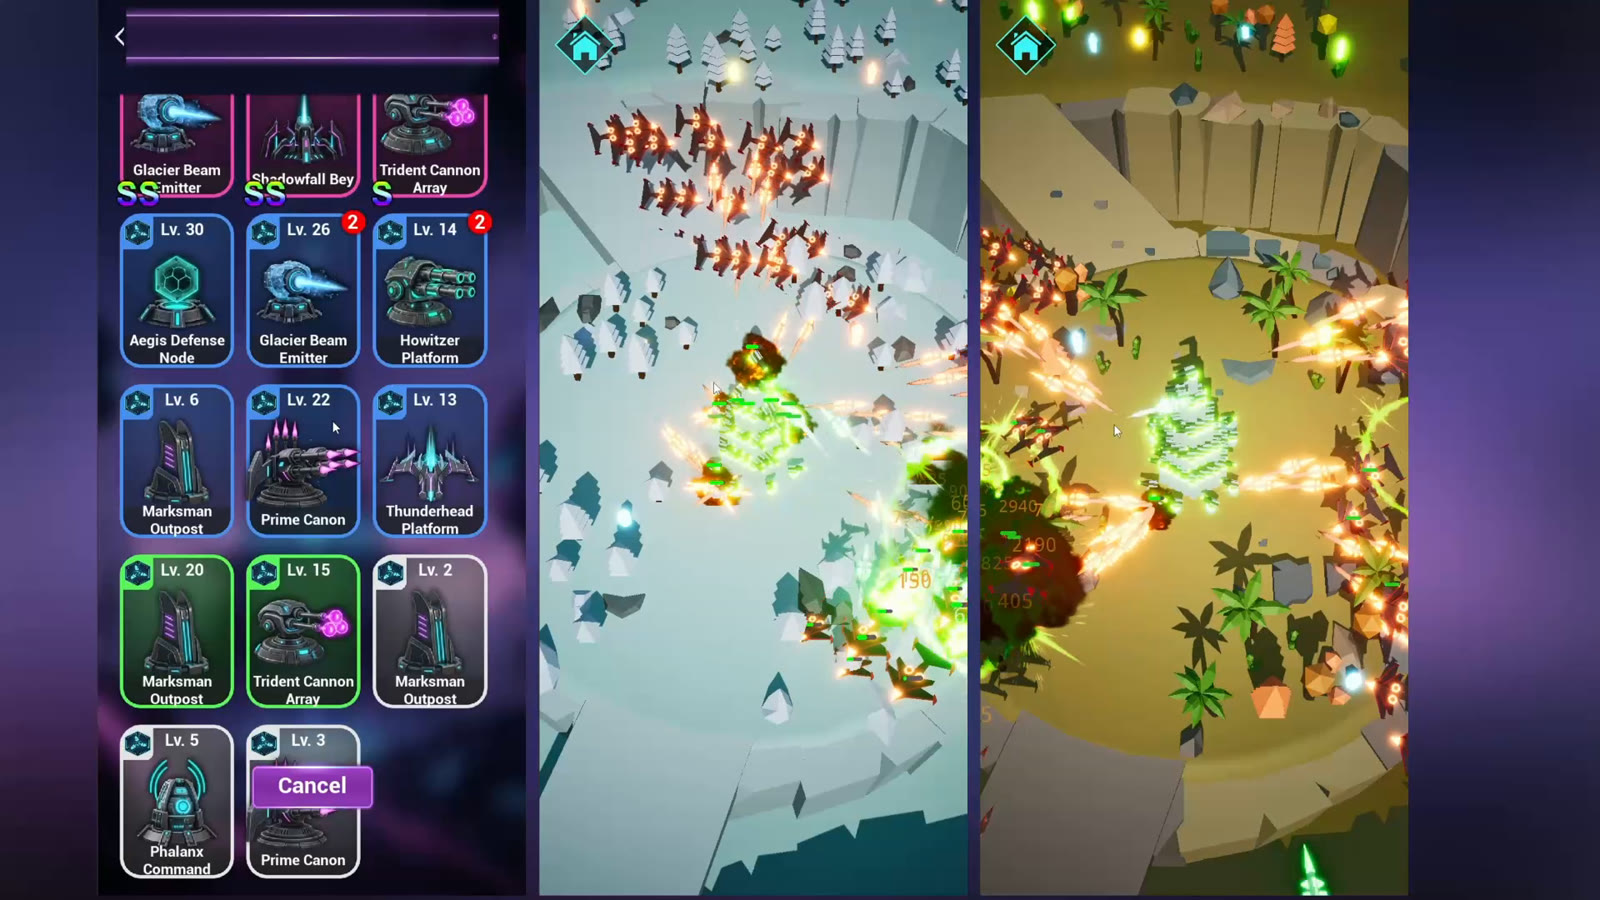 Glacier Beam
Emitter
SS
Shadowfall Bey
SS
Trident Cannon
Array
S
Lv. 30
Aegis Defense
Node
Lv. 26
2
Glacier Beam
Emitter
Lv. 14
2
Howitzer
Platform
Lv. 6
Marksman
Outpost
Lv. 22
Prime Canon
Lv. 13
Thunderhead
Platform
Lv. 20
Marksman
Outpost
Lv. 15
Trident Cannon
Array
Lv. 2
Marksman
Outpost
Lv. 5
Phalanx
Command
Lv. 3
Cancel
Prime Canon
150
2940
2190
825
405
5